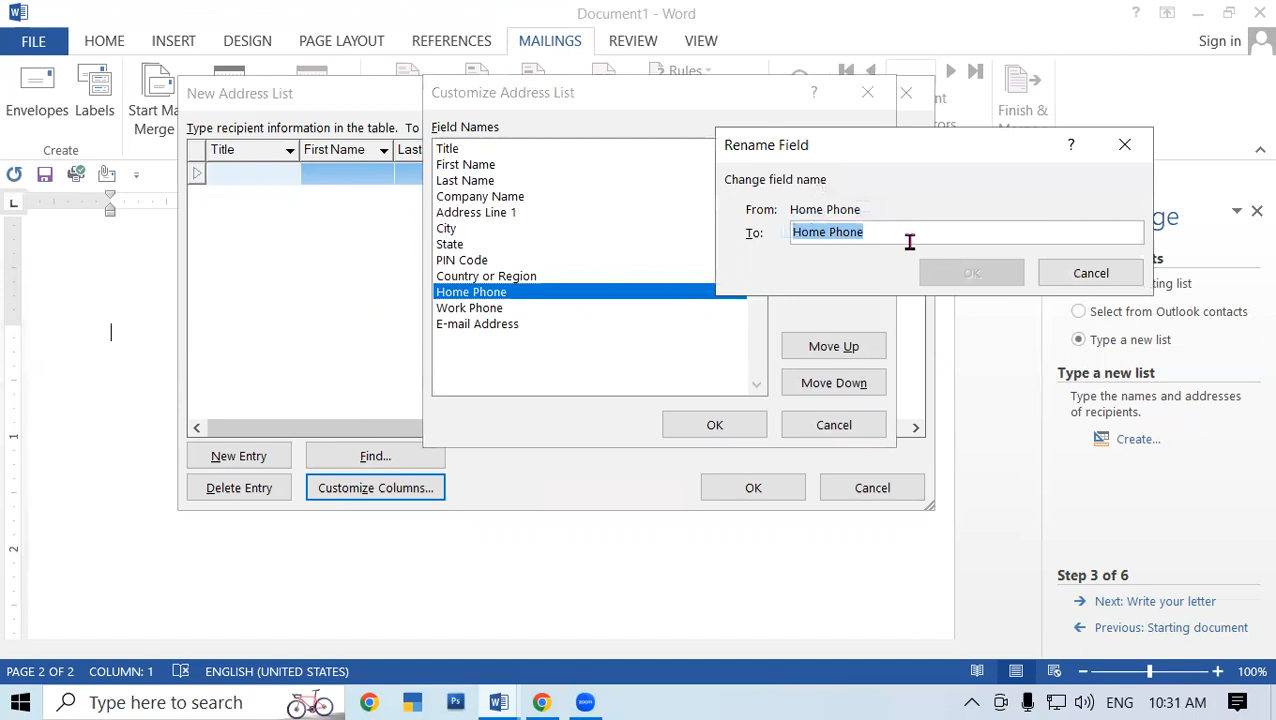 Document1 - Word
FILE HOME INSERT DESIGN PAGE LAYOUT REFERENCES MAILINGS REVIEW VIEW Sign in
Rules
Envelopes Labels Start Ma
Merge
Finish &
Create
New Address List
Type recipient information in the table. To
Title First Name Last
New Entry Find...
Delete Entry Customize Columns... OK Cancel
Customize Address List
Field Names
Title
First Name
Last Name
Company Name
Address Line 1
City
State
PIN Code
Country or Region
Home Phone
Work Phone
E-mail Address
Move Up
Move Down
OK Cancel
Rename Field
Change field name
From: Home Phone
To: Home Phone
OK Cancel
Select from Outlook contacts
Type a new list
Type a new list
Type the names and addresses
of recipients.
Create...
Step 3 of 6
Next: Write your letter
Previous: Starting document
1
2
PAGE 2 OF 2 COLUMN: 1 ENGLISH (UNITED STATES) 100%
Type here to search Ps zoom ENG 10:31 AM